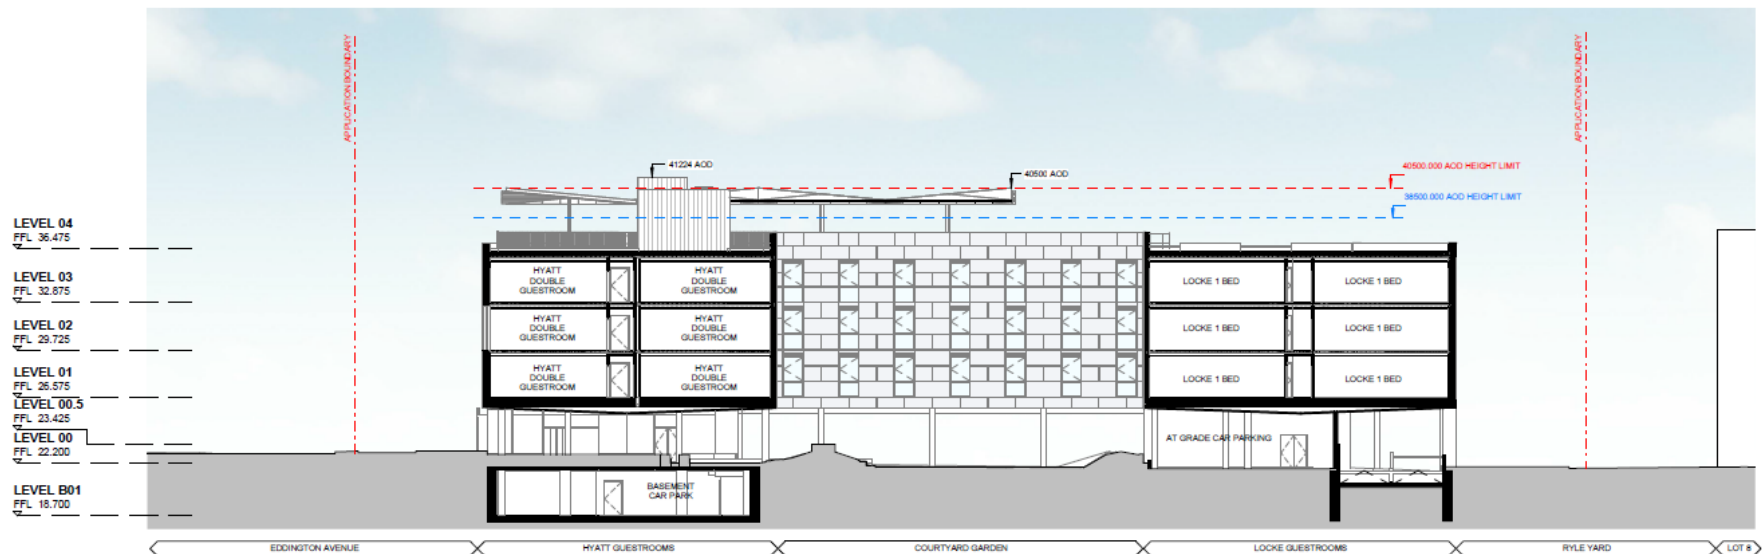 APPLICATION BOUNDARY
APPLICATION BOUNDARY
41224 AOD
40500 AOD
40500.000 AOD HEIGHT LIMIT
38500.000 AOD HEIGHT LIMIT
LEVEL 04
FFL 36.475
LEVEL 03
FFL 32.875
LEVEL 02
FFL 29.725
LEVEL 01
FFL 26.575
LEVEL 00.5
FFL 23.425
LEVEL 00
FFL 22.200
LEVEL B01
FFL 18.700
HYATT
DOUBLE
GUESTROOM
HYATT
DOUBLE
GUESTROOM
LOCKE 1 BED
LOCKE 1 BED
HYATT
DOUBLE
GUESTROOM
HYATT
DOUBLE
GUESTROOM
LOCKE 1 BED
LOCKE 1 BED
HYATT
DOUBLE
GUESTROOM
HYATT
DOUBLE
GUESTROOM
LOCKE 1 BED
LOCKE 1 BED
AT GRADE CAR PARKING
BASEMENT
CAR PARK
EDDINGTON AVENUE
HYATT GUESTROOMS
COURTYARD GARDEN
LOCKE GUESTROOMS
RYLE YARD
LOT 8